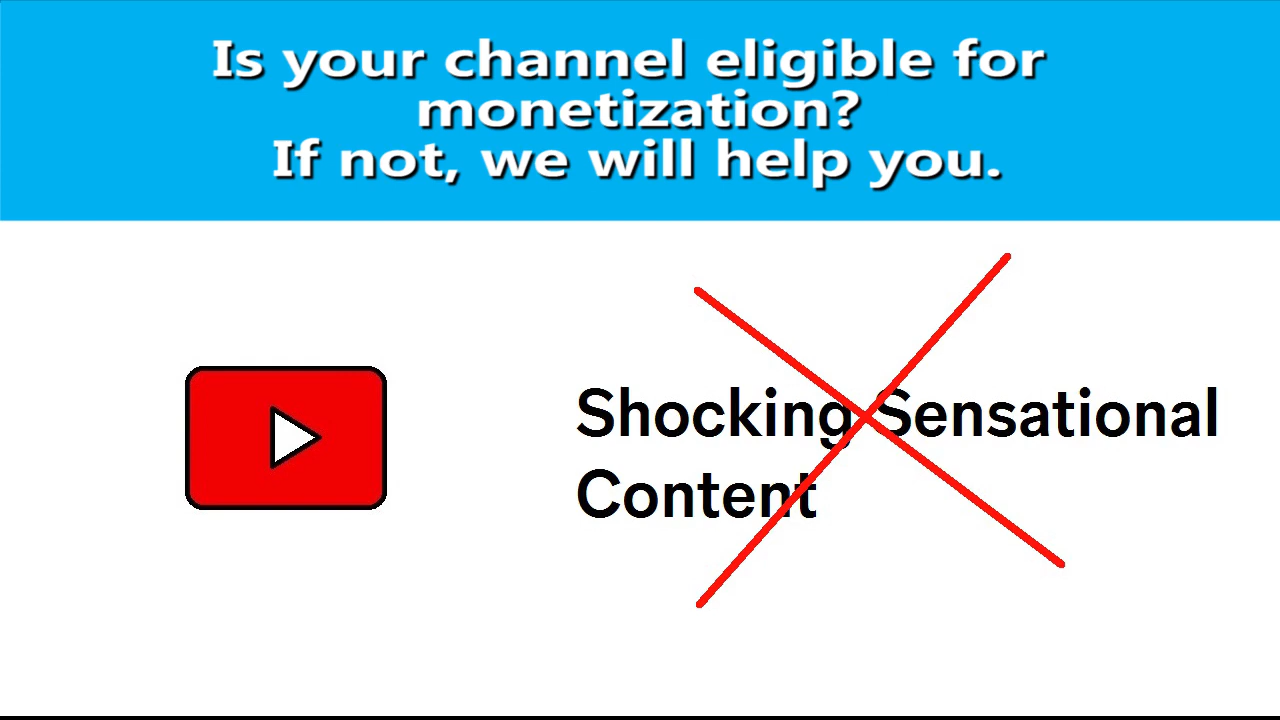 Is your channel eligible for
monetization?
If not, we will help you.
Shocking Sensational
Content